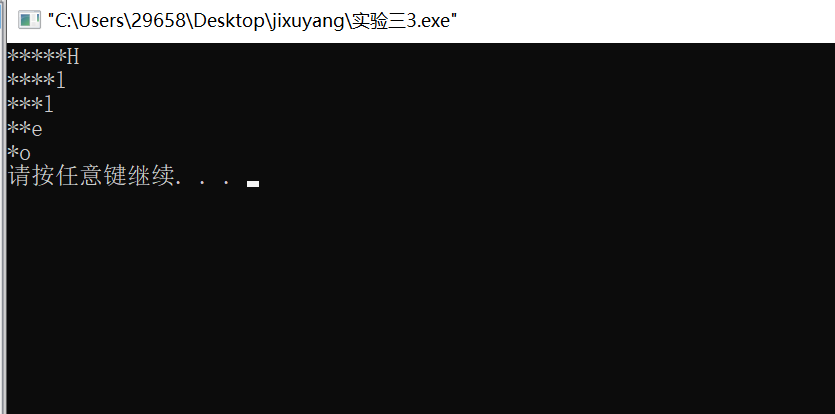 "C:\Users\29658\Desktop\jixuyang\实验三3.exe"
*****H
****l
***l
**e
*o
请按任意键继续. . .